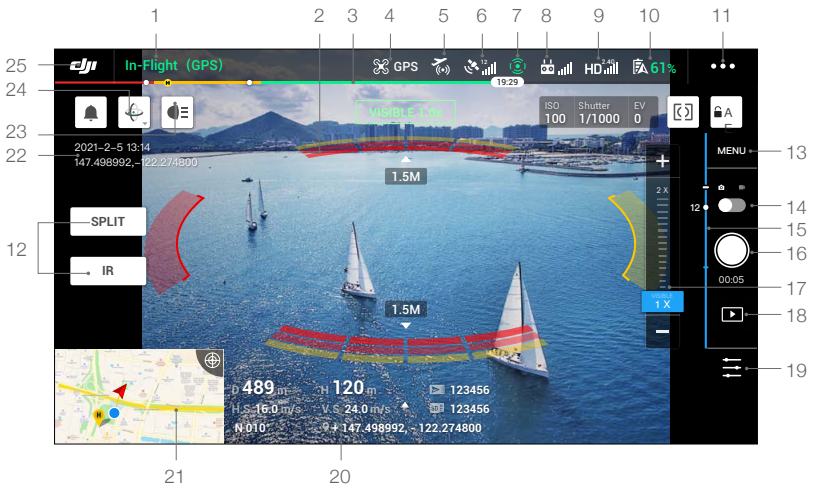 1 2 3 4 5 6 7 8 9 10 11
25 dji In-Flight (GPS) GPS 12 HD 2.4G 61%
H 19:29
24
VISIBLE 1.0x ISO 100 Shutter 1/1000 EV 0 A
23
22 2021-2-5 13:14
147.498992,-122.274800
1.5M
MENU 13
2 X
12 14
15
12 SPLIT
IR
16
00:05
17
VISIBLE
1 X
1.5M
18
D 489 m H 120 m 123456
H.S 16.0 m/s V.S 24.0 m/s 123456
N 010° + 147.498992, - 122.274800
H
19
21 20